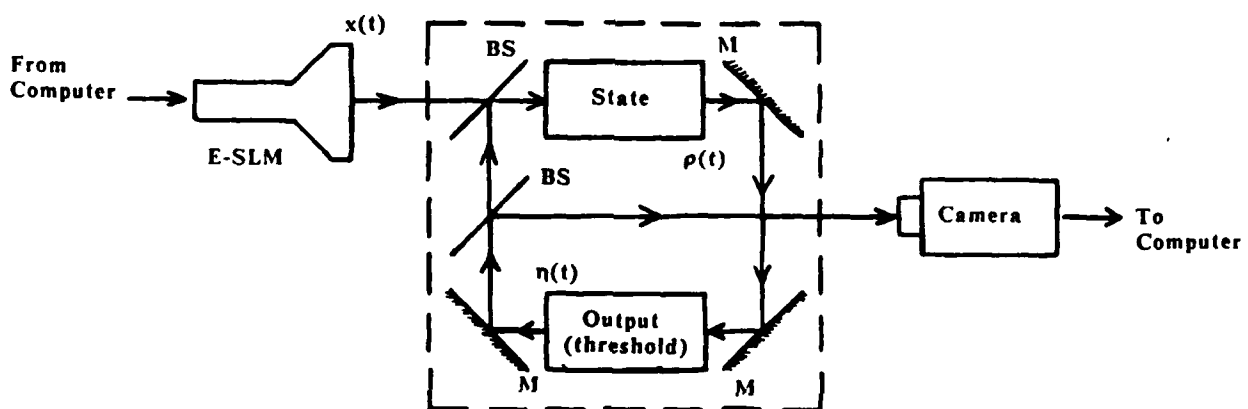 x(t)
From
Computer
E-SLM
BS
State
M
ρ(t)
BS
Camera
To
Computer
η(t)
Output
(threshold)
M
M